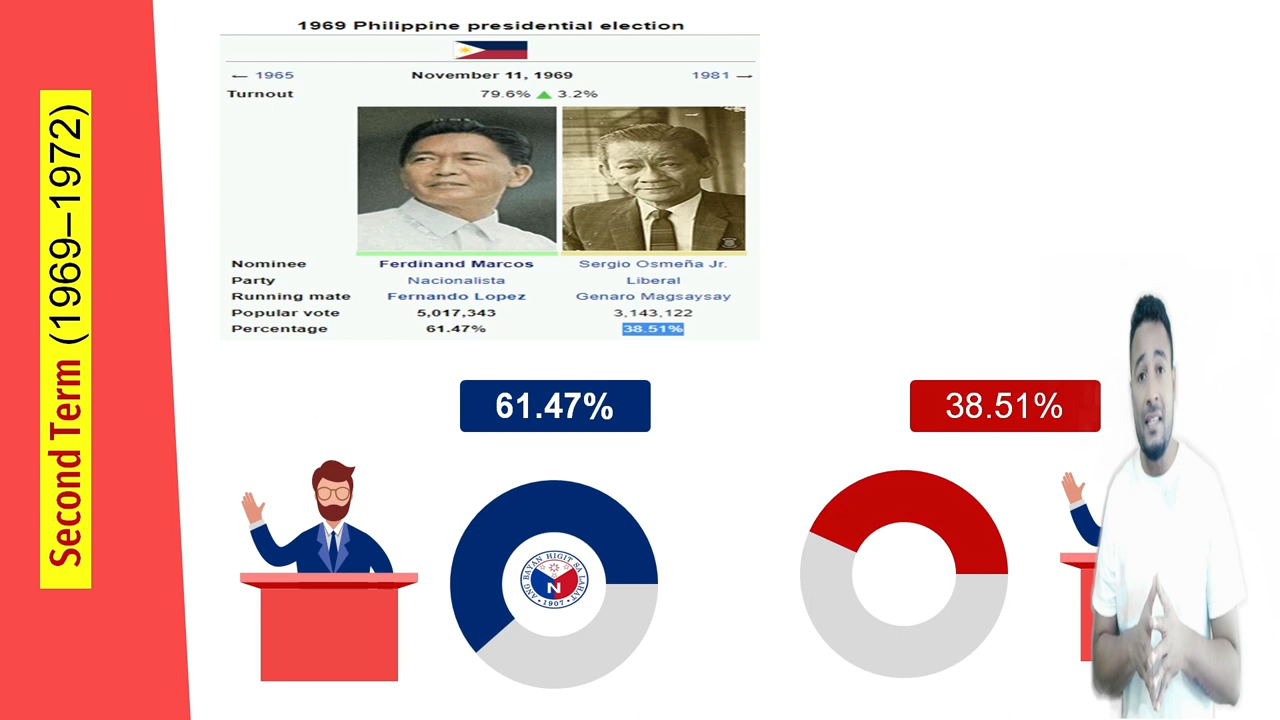 Second Term (1969–1972)
1969 Philippine presidential election
← 1965 November 11, 1969 1981 →
Turnout 79.6% ▲ 3.2%
Nominee Ferdinand Marcos Sergio Osmeña Jr.
Party Nacionalista Liberal
Running mate Fernando Lopez Genaro Magsaysay
Popular vote 5,017,343 3,143,122
Percentage 61.47% 38.51%
61.47% 38.51%
ANG BAYAN HIGIT SA LAHAT
N
• 1907 •